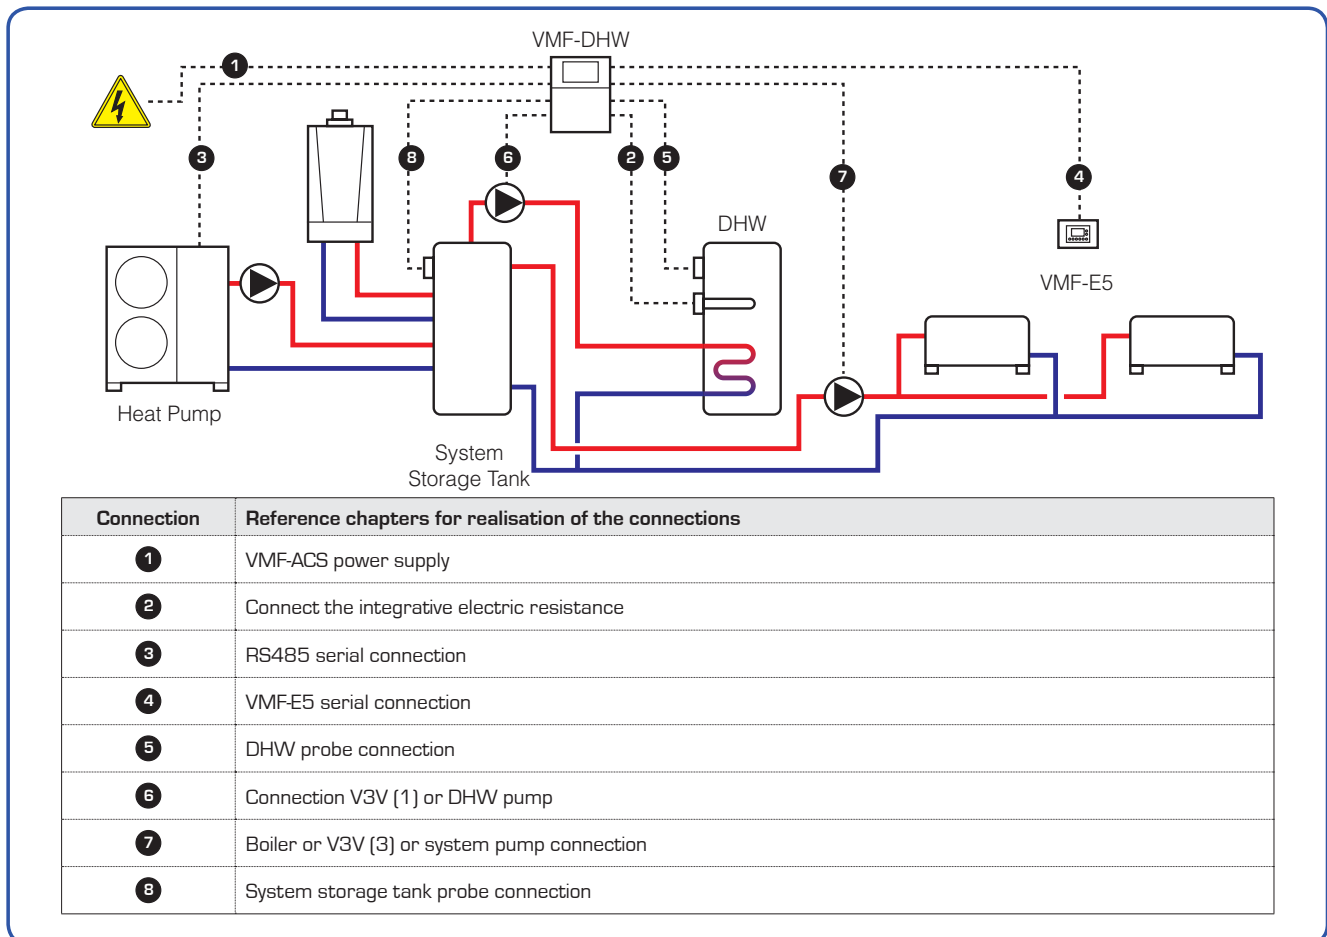 VMF-DHW
1
3
8
6
2
5
7
4
DHW
VMF-E5
Heat Pump
System
Storage Tank
Connection Reference chapters for realisation of the connections
1 VMF-ACS power supply
2 Connect the integrative electric resistance
3 RS485 serial connection
4 VMF-E5 serial connection
5 DHW probe connection
6 Connection V3V (1) or DHW pump
7 Boiler or V3V (3) or system pump connection
8 System storage tank probe connection